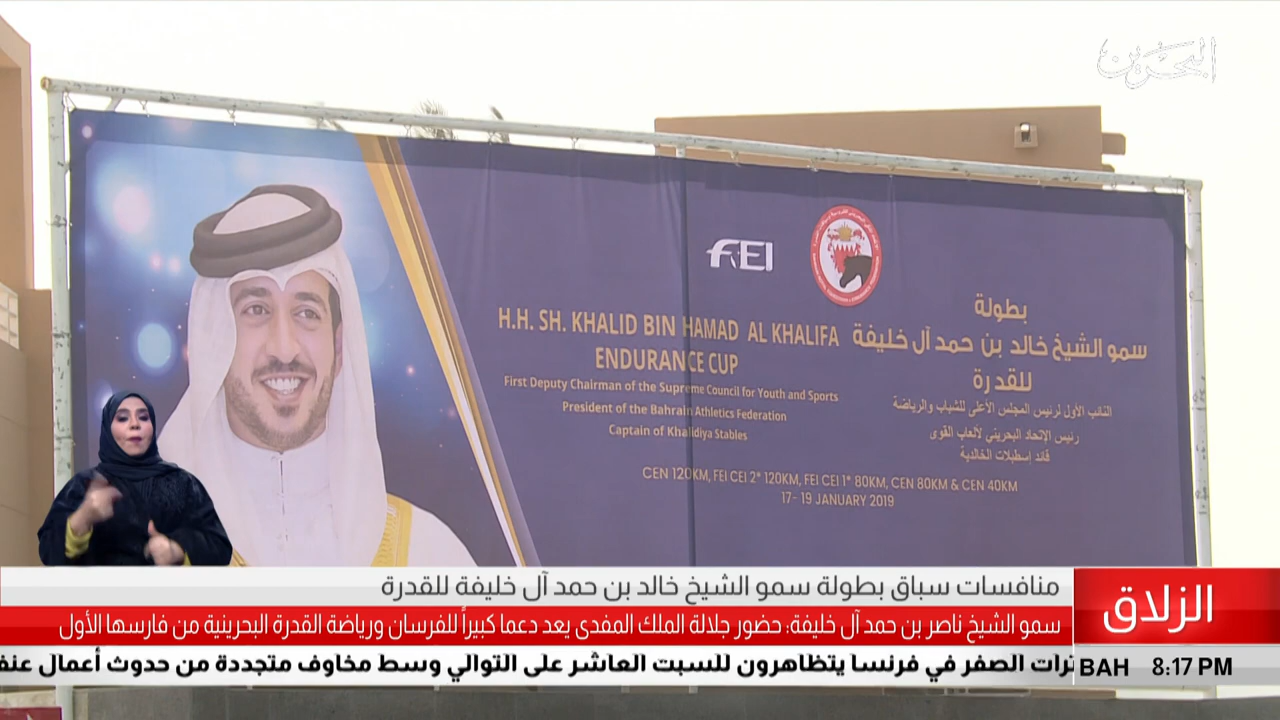 البحرين
FEI
H.H. SH. KHALID BIN HAMAD AL KHALIFA
ENDURANCE CUP
First Deputy Chairman of the Supreme Council for Youth and Sports
President of the Bahrain Athletics Federation
Captain of Khalidiya Stables
بطولة
سمو الشيخ خالد بن حمد آل خليفة
للقدرة
النائب الأول لرئيس المجلس الأعلى للشباب والرياضة
رئيس الإتحاد البحريني لألعاب القوى
قائد إسطبلات الخالدية
CEN 120KM, FEI CEI 2* 120KM, FEI CEI 1* 80KM, CEN 80KM & CEN 40KM
17- 19 JANUARY 2019
منافسات سباق بطولة سمو الشيخ خالد بن حمد آل خليفة للقدرة
الزلاق
سمو الشيخ ناصر بن حمد آل خليفة: حضور جلالة الملك المفدى يعد دعما كبيراً للفرسان ورياضة القدرة البحرينية من فارسها الأول
ترات الصفر في فرنسا يتظاهرون للسبت العاشر على التوالي وسط مخاوف متجددة من حدوث أعمال عنف
BAH 8:17 PM